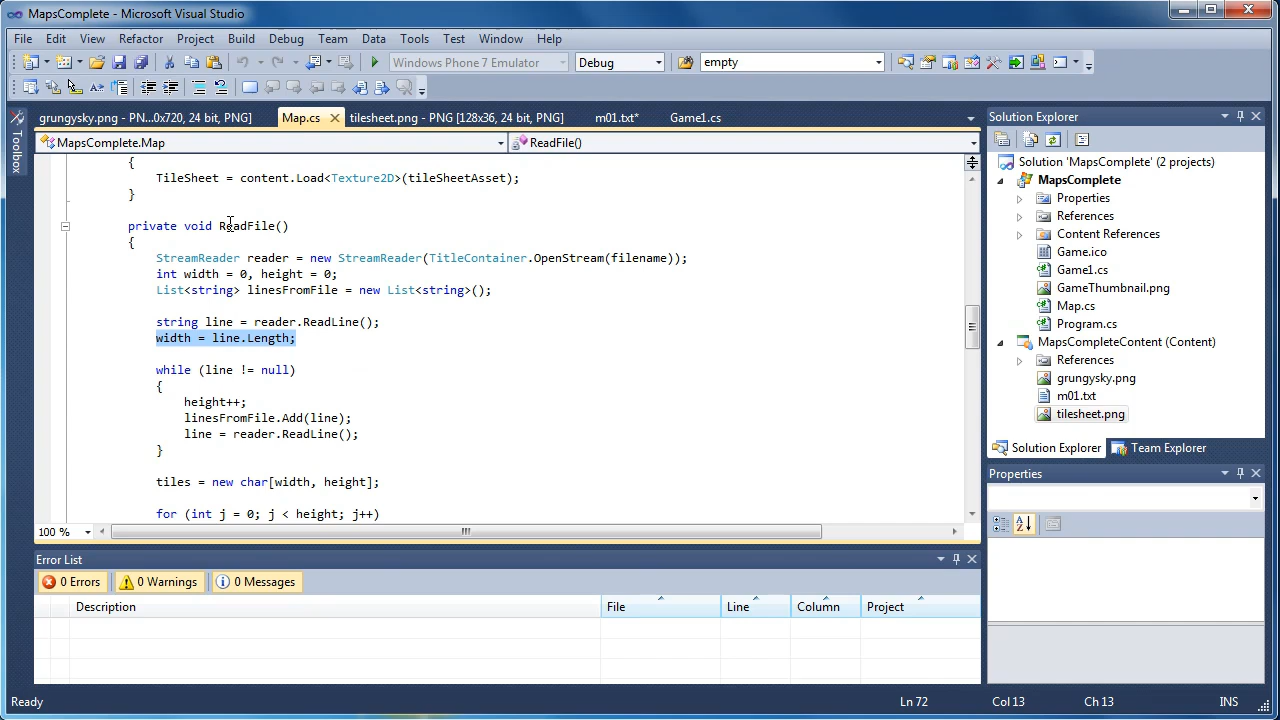 MapsComplete - Microsoft Visual Studio
File Edit View Refactor Project Build Debug Team Data Tools Test Window Help
Windows Phone 7 Emulator Debug empty
grungysky.png - PN...0x720, 24 bit, PNG] Map.cs tilesheet.png - PNG [128x36, 24 bit, PNG] m01.txt* Game1.cs
Toolbox
MapsComplete.Map ReadFile()
{
TileSheet = content.Load<Texture2D>(tileSheetAsset);
}
private void ReadFile()
{
StreamReader reader = new StreamReader(TitleContainer.OpenStream(filename));
int width = 0, height = 0;
List<string> linesFromFile = new List<string>();
string line = reader.ReadLine();
width = line.Length;
while (line != null)
{
height++;
linesFromFile.Add(line);
line = reader.ReadLine();
}
tiles = new char[width, height];
for (int j = 0; j < height; j++)
100 %
Solution Explorer
Solution 'MapsComplete' (2 projects)
MapsComplete
Properties
References
Content References
Game.ico
Game1.cs
GameThumbnail.png
Map.cs
Program.cs
MapsCompleteContent (Content)
References
grungysky.png
m01.txt
tilesheet.png
Solution Explorer Team Explorer
Properties
Error List
0 Errors 0 Warnings 0 Messages
Description File Line Column Project
Ready Ln 72 Col 13 Ch 13 INS